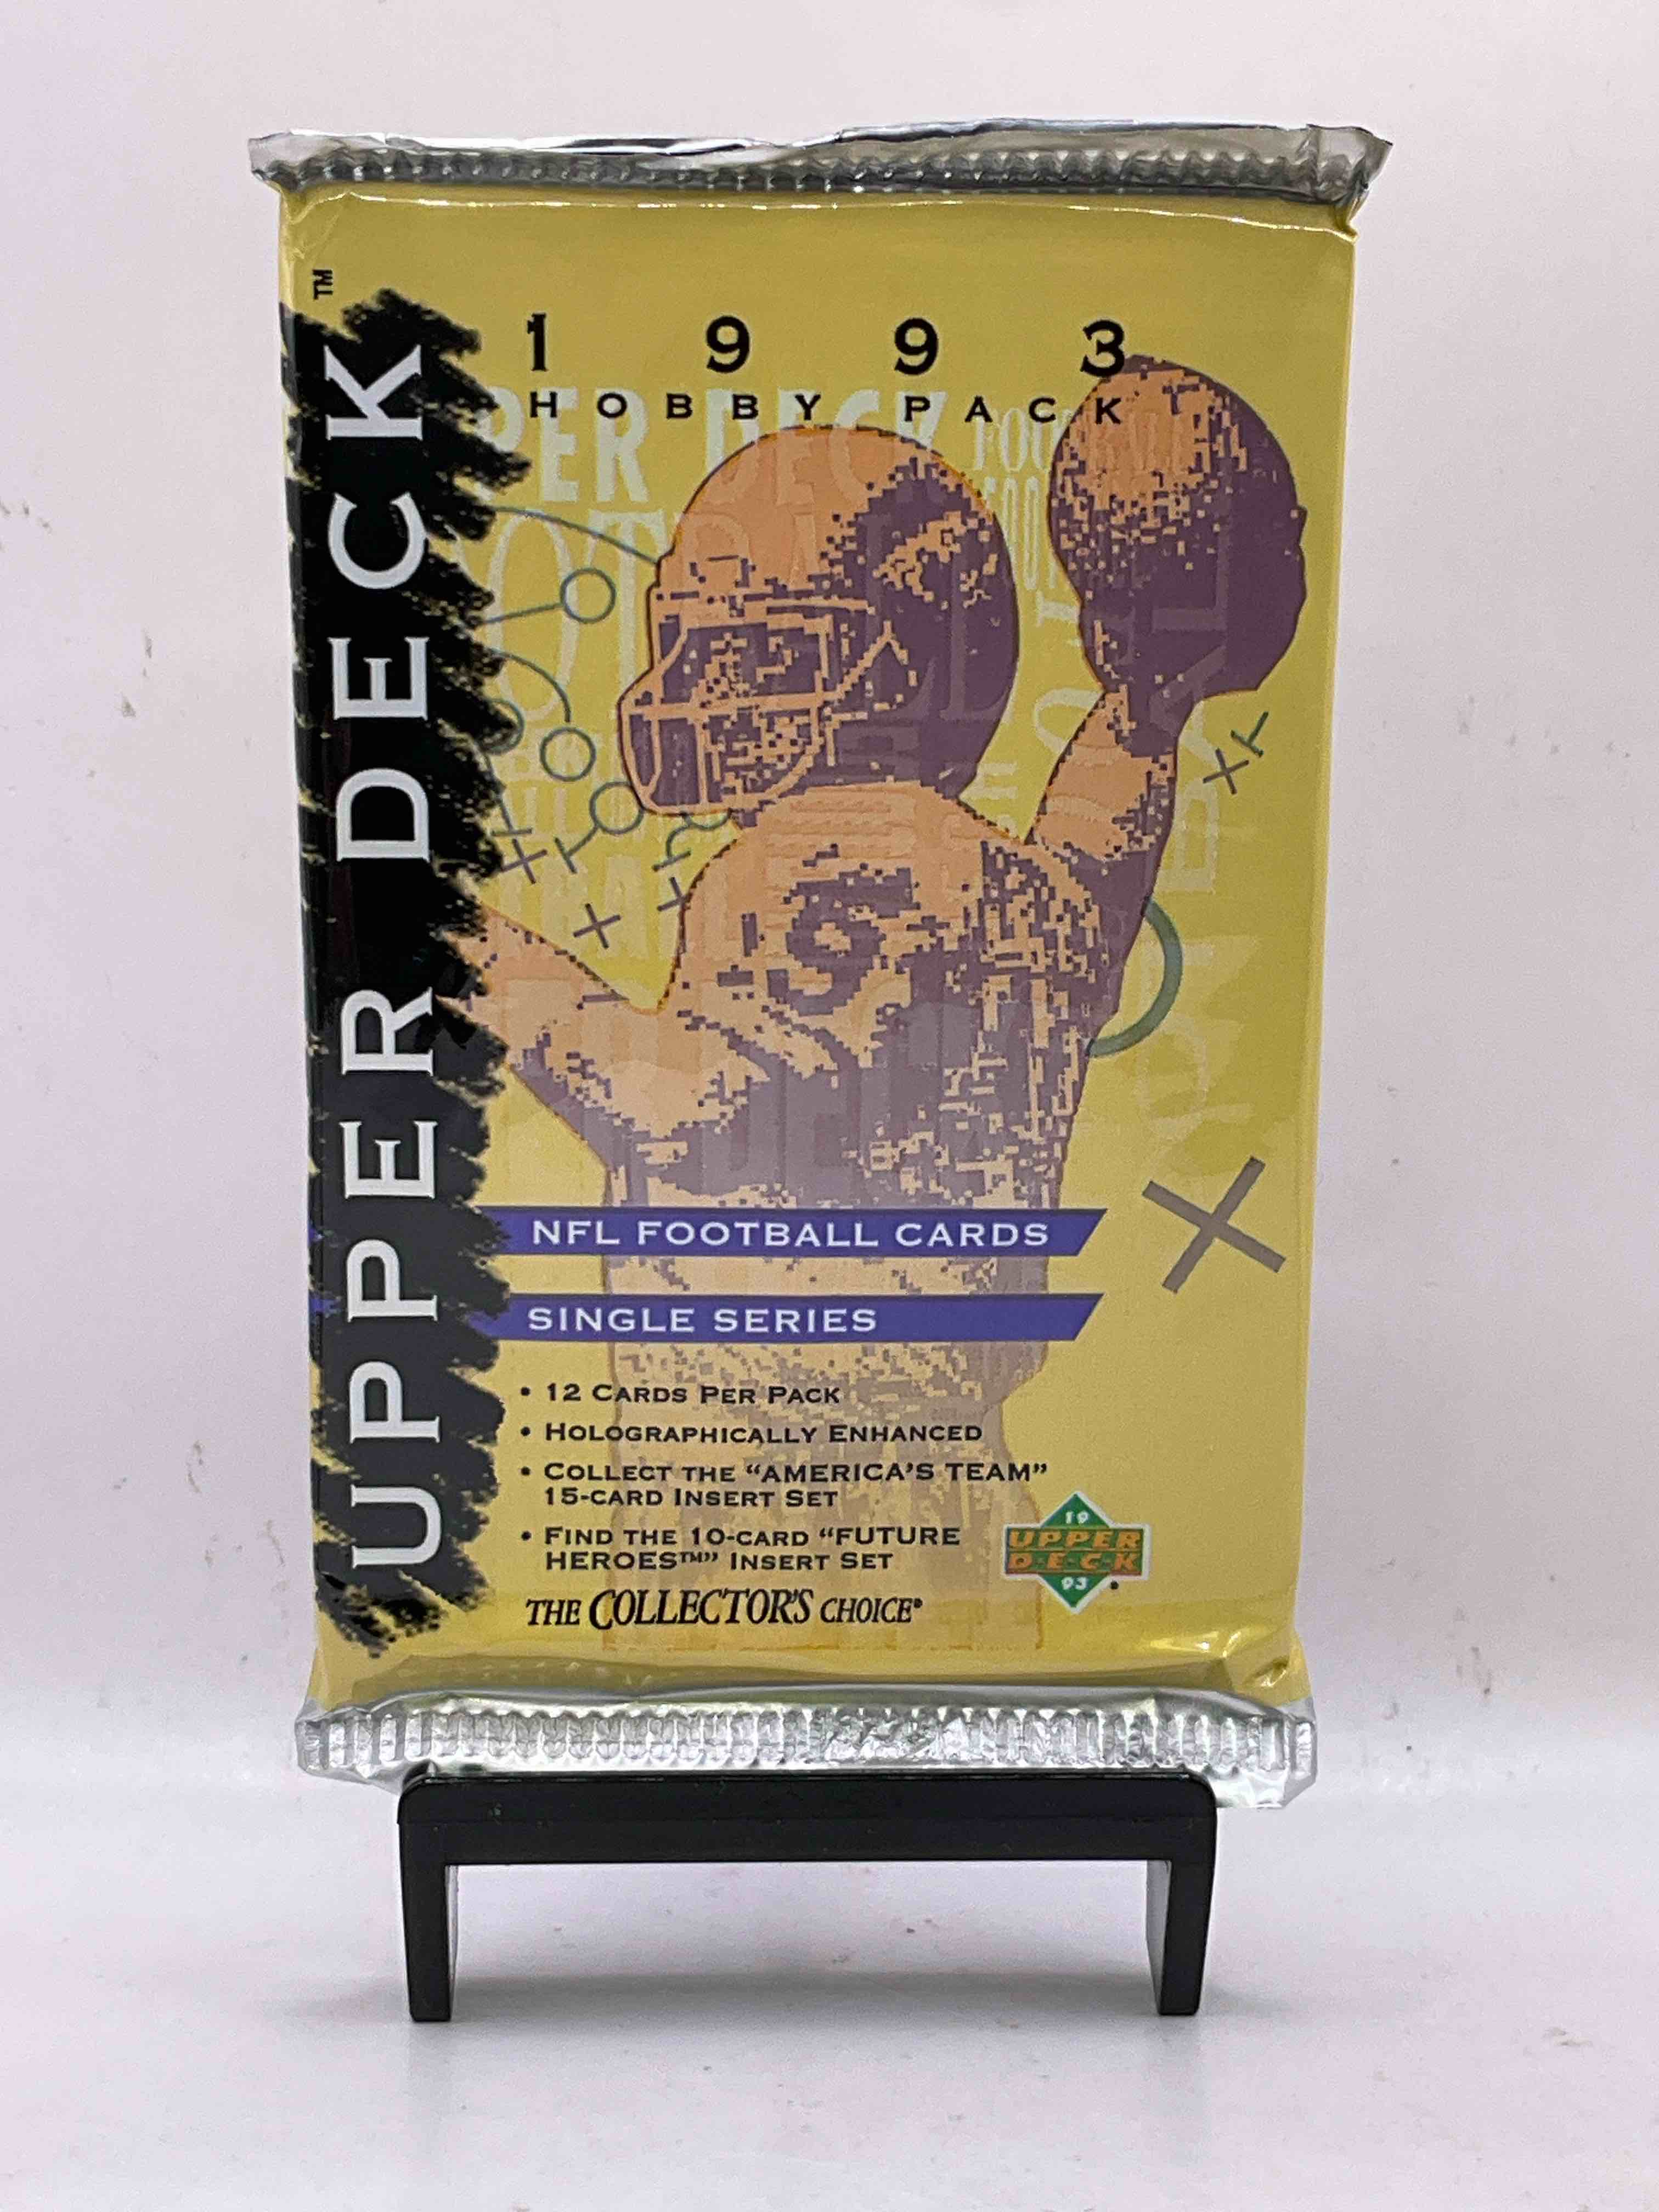 UPPER DECK™
1993
HOBBY PACK
NFL FOOTBALL CARDS
SINGLE SERIES
• 12 CARDS PER PACK
• HOLOGRAPHICALLY ENHANCED
• COLLECT THE “AMERICA'S TEAM”
15-CARD INSERT SET
• FIND THE 10-CARD “FUTURE
HEROES™” INSERT SET
THE COLLECTOR'S CHOICE®
19
UPPER
D·E·C·K
93